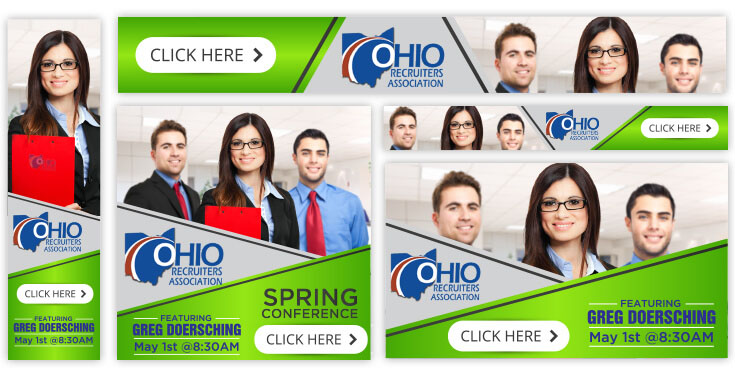 OHIO
RECRUITERS
ASSOCIATION
CLICK HERE
FEATURING
GREG DOERSCHING
May 1st @8:30AM
CLICK HERE
OHIO
RECRUITERS
ASSOCIATION
OHIO
RECRUITERS
ASSOCIATION
SPRING
CONFERENCE
FEATURING
GREG DOERSCHING
May 1st @8:30AM
CLICK HERE
OHIO
RECRUITERS
ASSOCIATION
CLICK HERE
OHIO
RECRUITERS
ASSOCIATION
FEATURING
GREG DOERSCHING
May 1st @8:30AM
CLICK HERE